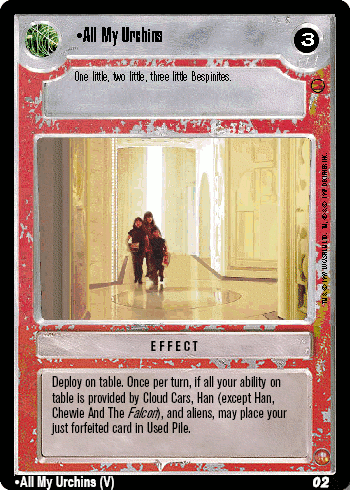 •All My Urchins
3
One little, two little, three little Bespinites.
EFFECT
Deploy on table. Once per turn, if all your ability on
table is provided by Cloud Cars, Han (except Han,
Chewie And The Falcon), and aliens, may place your
just forfeited card in Used Pile.
•All My Urchins (V)
02